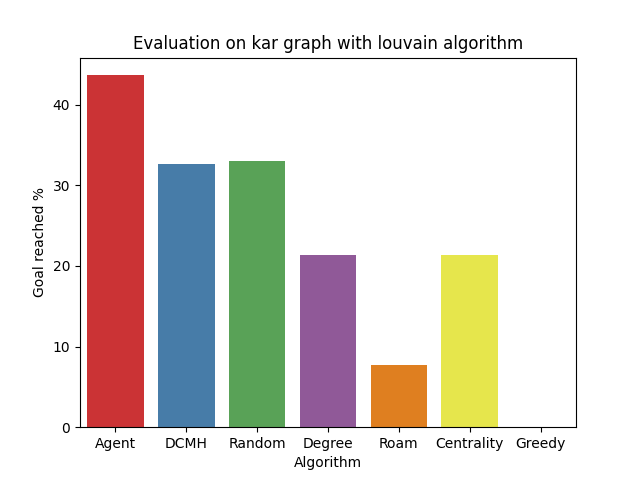 Evaluation on kar graph with louvain algorithm
Goal reached %
40
30
20
10
0
Agent DCMH Random Degree Roam Centrality Greedy
Algorithm